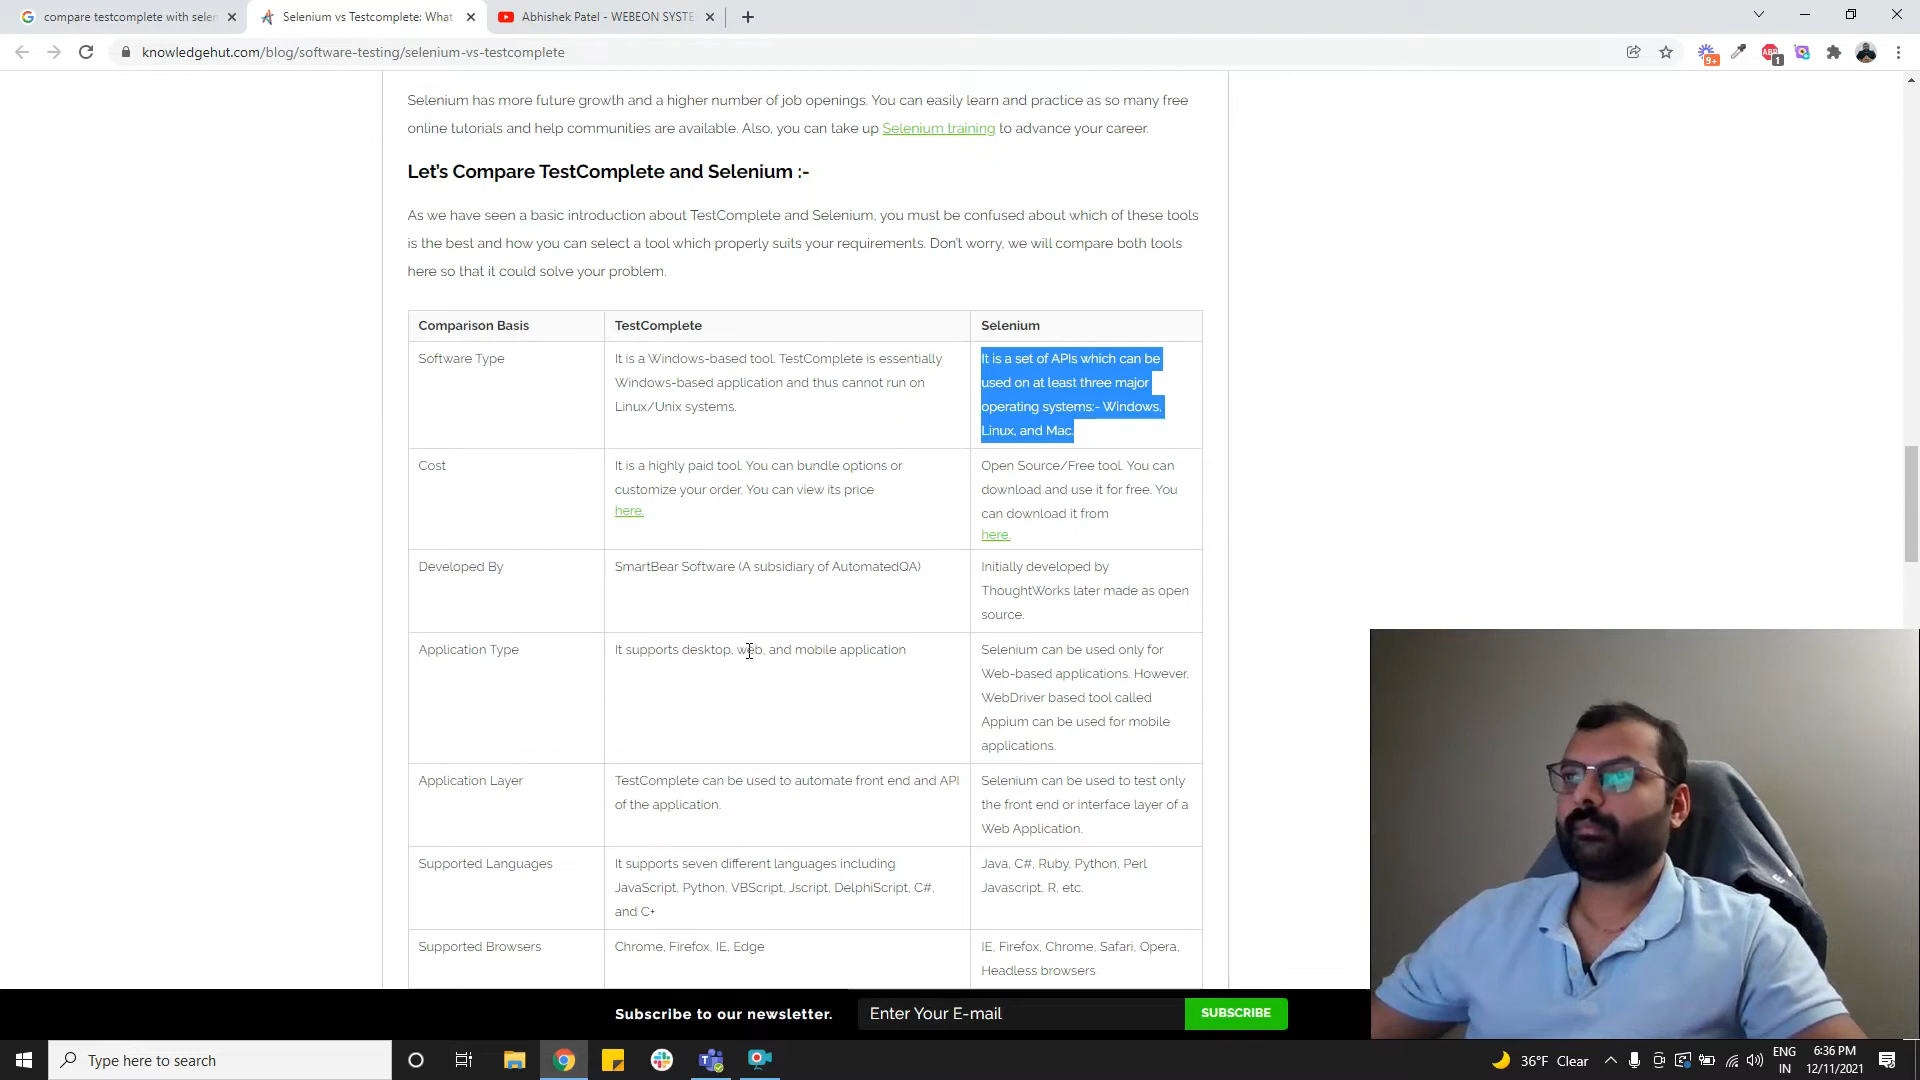 compare testcomplete with selen
Selenium vs Testcomplete: What
Abhishek Patel - WEBEON SYSTE
knowledgehut.com/blog/software-testing/selenium-vs-testcomplete
9+
ABP
1
Selenium has more future growth and a higher number of job openings. You can easily learn and practice as so many free
online tutorials and help communities are available. Also, you can take up Selenium training to advance your career.
Let's Compare TestComplete and Selenium :-
As we have seen a basic introduction about TestComplete and Selenium, you must be confused about which of these tools
is the best and how you can select a tool which properly suits your requirements. Don't worry, we will compare both tools
here so that it could solve your problem.
Comparison Basis
TestComplete
Selenium
Software Type
It is a Windows-based tool. TestComplete is essentially
Windows-based application and thus cannot run on
Linux/Unix systems.
It is a set of APIs which can be
used on at least three major
operating systems:- Windows,
Linux, and Mac.
Cost
It is a highly paid tool. You can bundle options or
customize your order. You can view its price
here.
Open Source/Free tool. You can
download and use it for free. You
can download it from
here.
Developed By
SmartBear Software (A subsidiary of AutomatedQA)
Initially developed by
ThoughtWorks later made as open
source.
Application Type
It supports desktop, web, and mobile application
Selenium can be used only for
Web-based applications. However,
WebDriver based tool called
Appium can be used for mobile
applications.
Application Layer
TestComplete can be used to automate front end and API
of the application.
Selenium can be used to test only
the front end or interface layer of a
Web Application.
Supported Languages
It supports seven different languages including
JavaScript, Python, VBScript, Jscript, DelphiScript, C#,
and C+
Java, C#, Ruby, Python, Perl
Javascript, R, etc.
Supported Browsers
Chrome, Firefox, IE, Edge
IE, Firefox, Chrome, Safari, Opera,
Headless browsers
Subscribe to our newsletter.
Enter Your E-mail
SUBSCRIBE
Type here to search
36°F Clear
ENG
IN
6:36 PM
12/11/2021